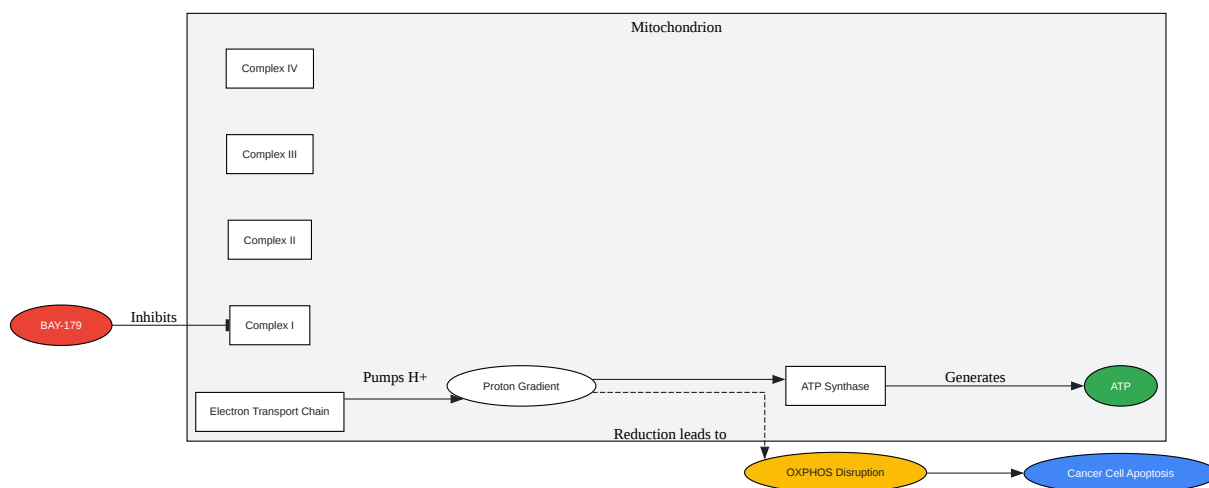 Mitochondrion
Complex IV
Complex III
Complex II
BAY-179
Inhibits
Complex I
Electron Transport Chain
Pumps H+
Proton Gradient
ATP Synthase
Generates
ATP
Reduction leads to
OXPHOS Disruption
Cancer Cell Apoptosis